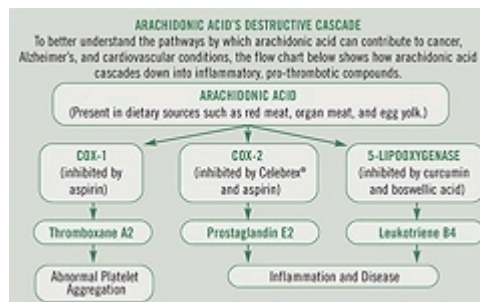 ARACHIDONIC ACID'S DESTRUCTIVE CASCADE
To better understand the pathways by which arachidonic acid can contribute to cancer,
Alzheimer's, and cardiovascular conditions, the flow chart below shows how arachidonic acid
cascades down into inflammatory, pro-thrombotic compounds.
ARACHIDONIC ACID
(Present in dietary sources such as red meat, organ meat, and egg yolk.)
COX-1
(inhibited by
aspirin)
COX-2
(inhibited by Celebrex®
and aspirin)
5-LIPOOXYGENASE
(inhibited by curcumin
and boswellic acid)
Thromboxane A2
Prostaglandin E2
Leukotriene B4
Abnormal Platelet
Aggregation
Inflammation and Disease